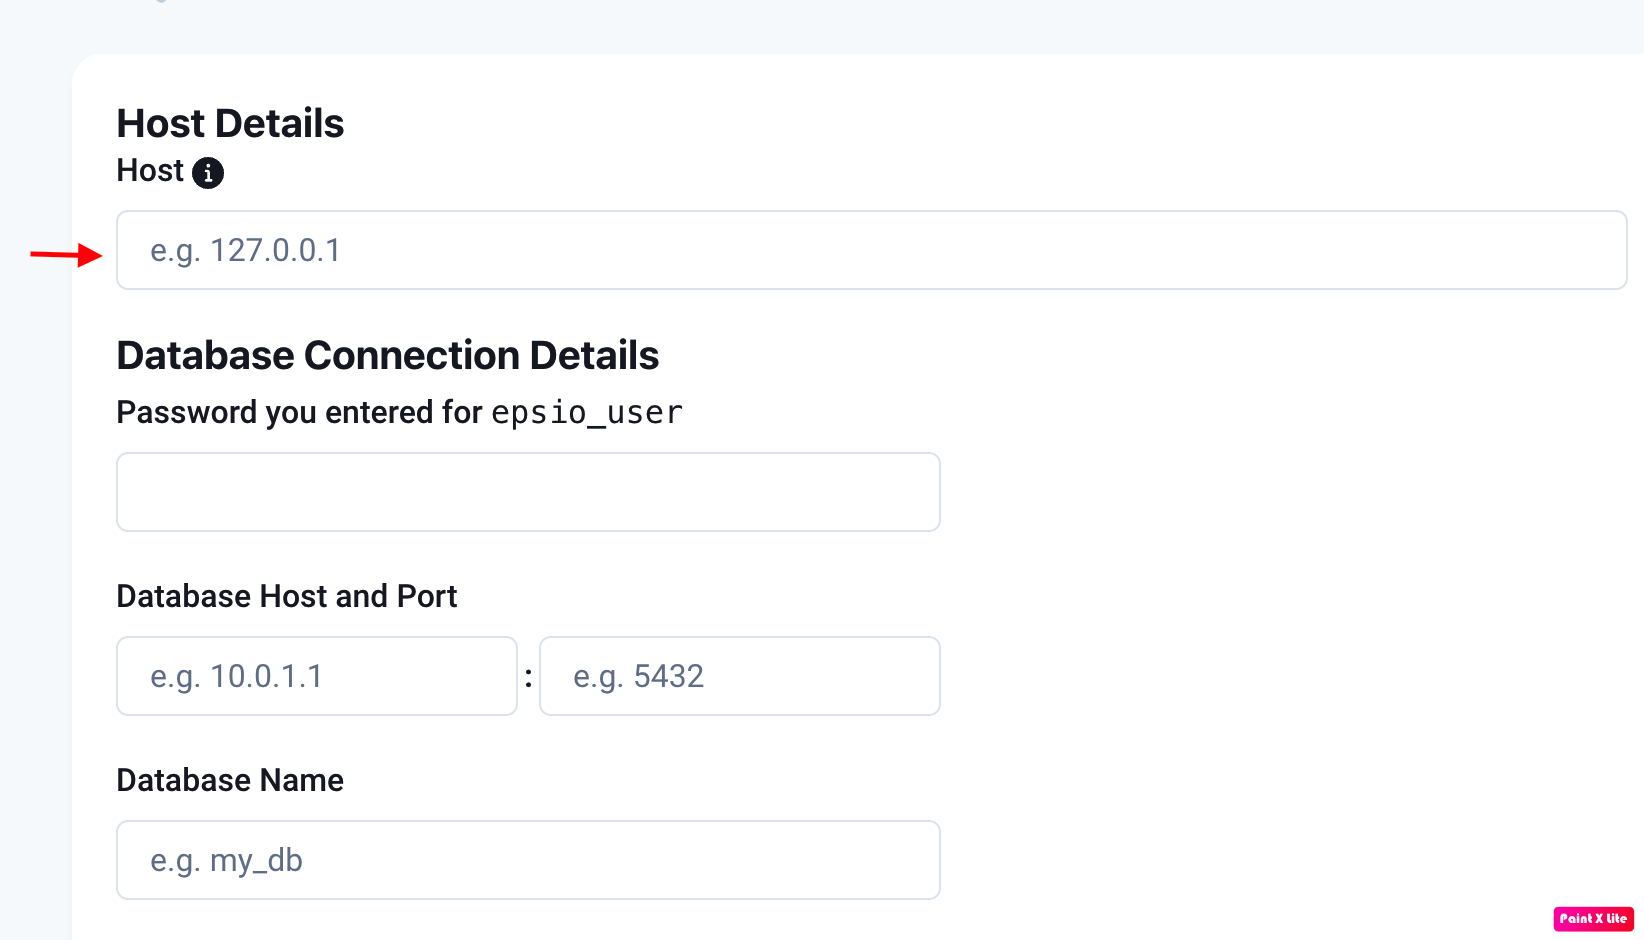 Host Details
Host
e.g. 127.0.0.1
Database Connection Details
Password you entered for epsio_user
Database Host and Port
e.g. 10.0.1.1 : e.g. 5432
Database Name
e.g. my_db
Paint X Lite